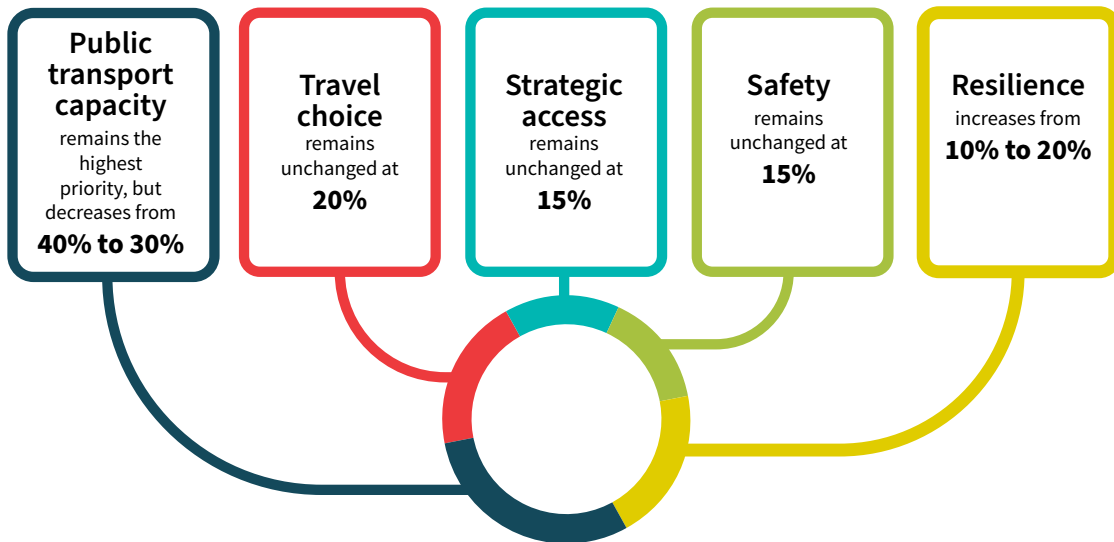 Public
transport
capacity
remains the
highest
priority, but
decreases from
40% to 30%
Travel
choice
remains
unchanged at
20%
Strategic
access
remains
unchanged at
15%
Safety
remains
unchanged at
15%
Resilience
increases from
10% to 20%